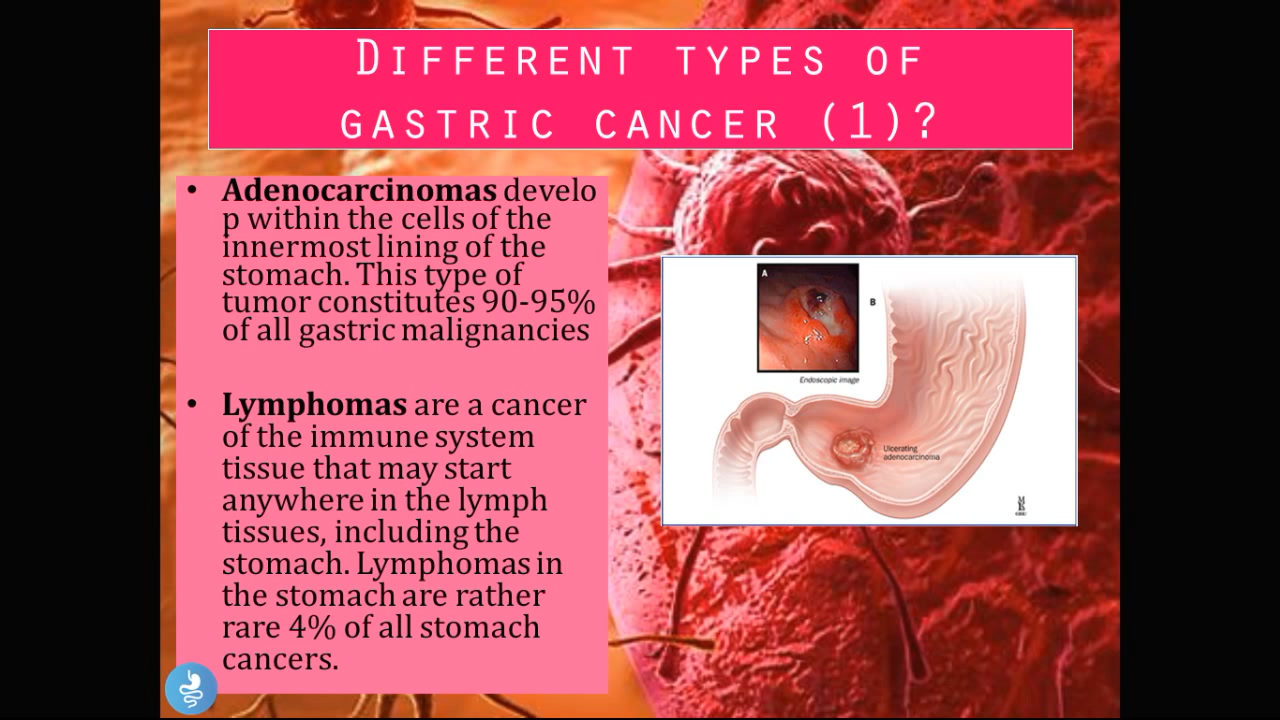 DIFFERENT TYPES OF
GASTRIC CANCER (1)?
• Adenocarcinomas develo
p within the cells of the
innermost lining of the
stomach. This type of
tumor constitutes 90-95%
of all gastric malignancies
• Lymphomas are a cancer
of the immune system
tissue that may start
anywhere in the lymph
tissues, including the
stomach. Lymphomas in
the stomach are rather
rare 4% of all stomach
cancers.
A
B
Endoscopic image
Ulcerating
adenocarcinoma